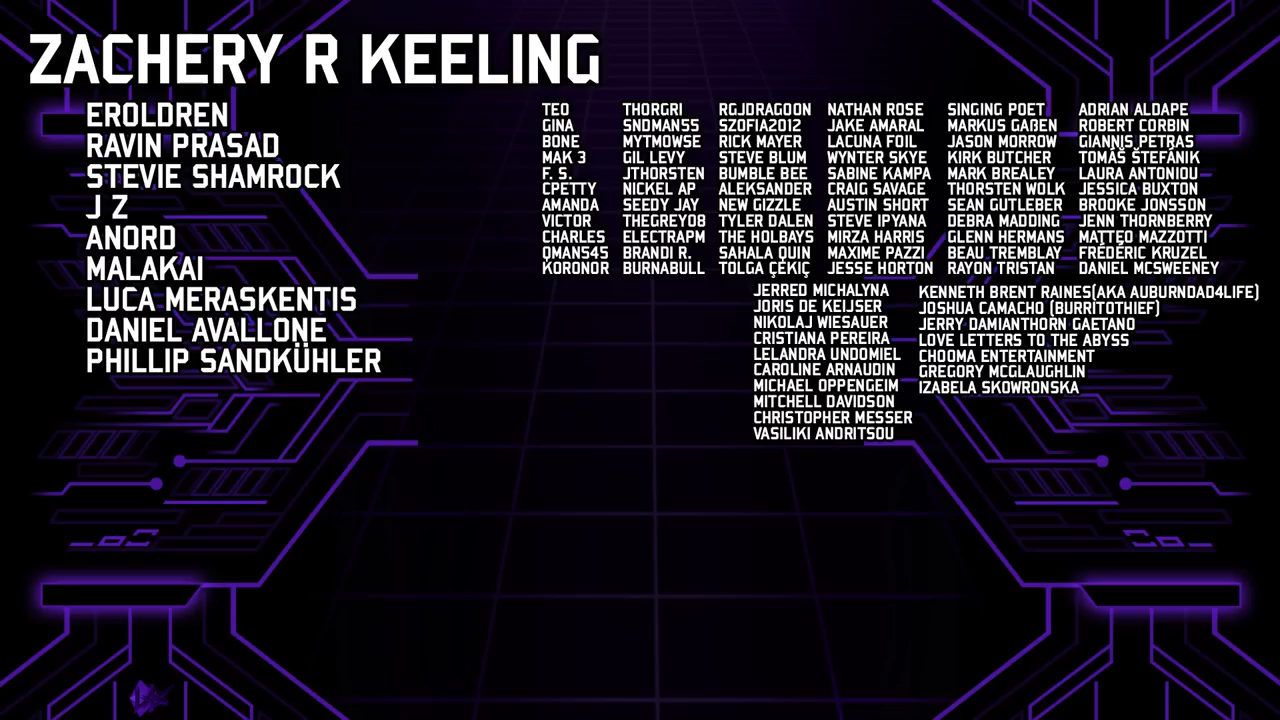 ZACHERY R KEELING
EROLDREN
RAVIN PRASAD
STEVIE SHAMROCK
J Z
ANORD
MALAKAI
LUCA MERASKENTIS
DANIEL AVALLONE
PHILLIP SANDKÜHLER
TEO
GINA
BONE
MAK 3
F. S.
CPETTY
AMANDA
VICTOR
CHARLES
QMAN545
KORONOR
THORGRI
SNDMAN55
MYTMOWSE
GIL LEVY
JTHORSTEN
NICKEL AP
SEEDY JAY
THEGREY08
ELECTRAPM
BRANDI R.
BURNABULL
RGJDRAGOON
SZOFIA2012
RICK MAYER
STEVE BLUM
BUMBLE BEE
ALEKSANDER
NEW GIZZLE
TYLER DALEN
THE HOLBAYS
SAHALA QUIN
TOLGA ÇEKIÇ
NATHAN ROSE
JAKE AMARAL
LACUNA FOIL
WYNTER SKYE
SABINE KAMPA
CRAIG SAVAGE
AUSTIN SHORT
STEVE IPYANA
MIRZA HARRIS
MAXIME PAZZI
JESSE HORTON
SINGING POET
MARKUS GAßEN
JASON MORROW
KIRK BUTCHER
MARK BREALEY
THORSTEN WOLK
SEAN GUTLEBER
DEBRA MADDING
GLENN HERMANS
BEAU TREMBLAY
RAYON TRISTAN
ADRIAN ALDAPE
ROBERT CORBIN
GIANNIS PETRAS
TOMÁŠ ŠTEFÁNIK
LAURA ANTONIOU
JESSICA BUXTON
BROOKE JONSSON
JENN THORNBERRY
MATTEO MAZZOTTI
FRÉDÉRIC KRUZEL
DANIEL MCSWEENEY
JERRED MICHALYNA
JORIS DE KEIJSER
NIKOLAJ WIESAUER
CRISTIANA PEREIRA
LELANDRA UNDOMIEL
CAROLINE ARNAUDIN
MICHAEL OPPENGEIM
MITCHELL DAVIDSON
CHRISTOPHER MESSER
VASILIKI ANDRITSOU
KENNETH BRENT RAINES(AKA AUBURNDAD4LIFE)
JOSHUA CAMACHO (BURRITOTHIEF)
JERRY DAMIANTHORN GAETANO
LOVE LETTERS TO THE ABYSS
CHOOMA ENTERTAINMENT
GREGORY MCGLAUGHLIN
IZABELA SKOWRONSKA